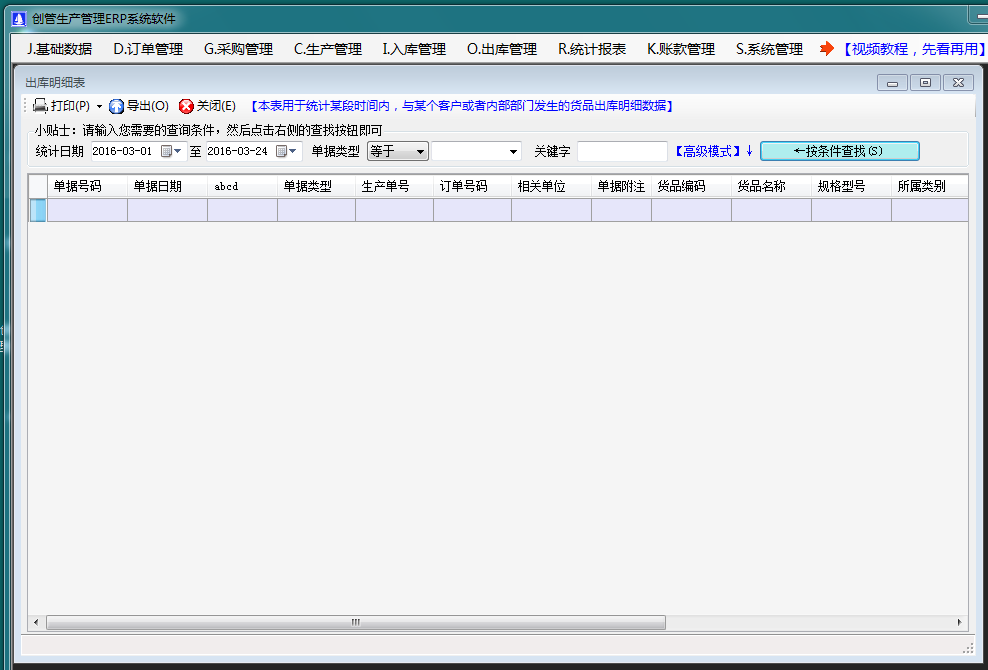 创管生产管理ERP系统软件
J.基础数据 D.订单管理 G.采购管理 C.生产管理 I.入库管理 O.出库管理 R.统计报表 K.账款管理 S.系统管理 【视频教程，先看再用】
出库明细表
打印(P) 导出(O) 关闭(E) 【本表用于统计某段时间内，与某个客户或者内部部门发生的货品出库明细数据】
小贴士：请输入您需要的查询条件，然后点击右侧的查找按钮即可
统计日期 2016-03-01 至 2016-03-24 单据类型 等于 关键字 【高级模式】↓ ←按条件查找(S)
单据号码 单据日期 abcd 单据类型 生产单号 订单号码 相关单位 单据附注 货品编码 货品名称 规格型号 所属类别